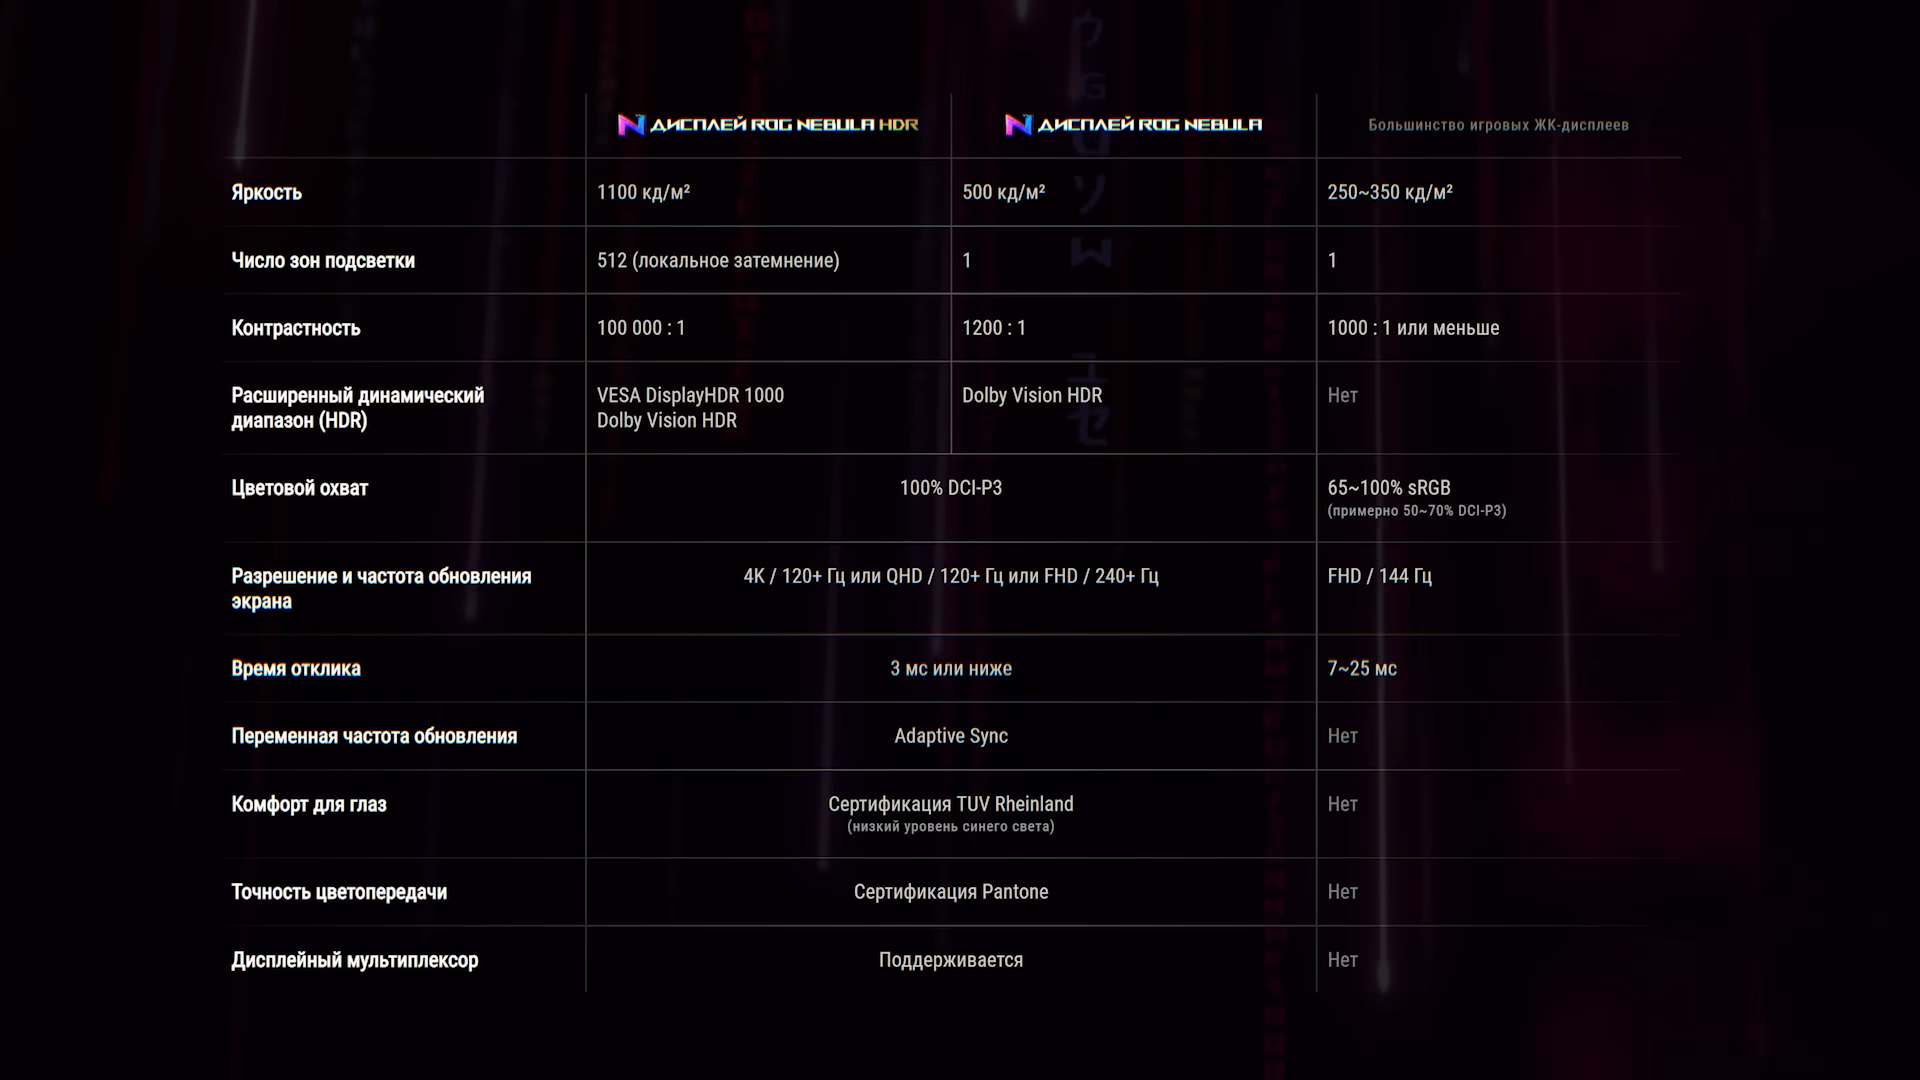 ДИСПЛЕЙ ROG NEBULA HDR
ДИСПЛЕЙ ROG NEBULA
Большинство игровых ЖК-дисплеев
Яркость
1100 кд/м²
500 кд/м²
250~350 кд/м²
Число зон подсветки
512 (локальное затемнение)
1
1
Контрастность
100 000 : 1
1200 : 1
1000 : 1 или меньше
Расширенный динамический
диапазон (HDR)
VESA DisplayHDR 1000
Dolby Vision HDR
Dolby Vision HDR
Нет
Цветовой охват
100% DCI-P3
65~100% sRGB
(примерно 50~70% DCI-P3)
Разрешение и частота обновления
экрана
4K / 120+ Гц или QHD / 120+ Гц или FHD / 240+ Гц
FHD / 144 Гц
Время отклика
3 мс или ниже
7~25 мс
Переменная частота обновления
Adaptive Sync
Нет
Комфорт для глаз
Сертификация TUV Rheinland
(низкий уровень синего света)
Нет
Точность цветопередачи
Сертификация Pantone
Нет
Дисплейный мультиплексор
Поддерживается
Нет